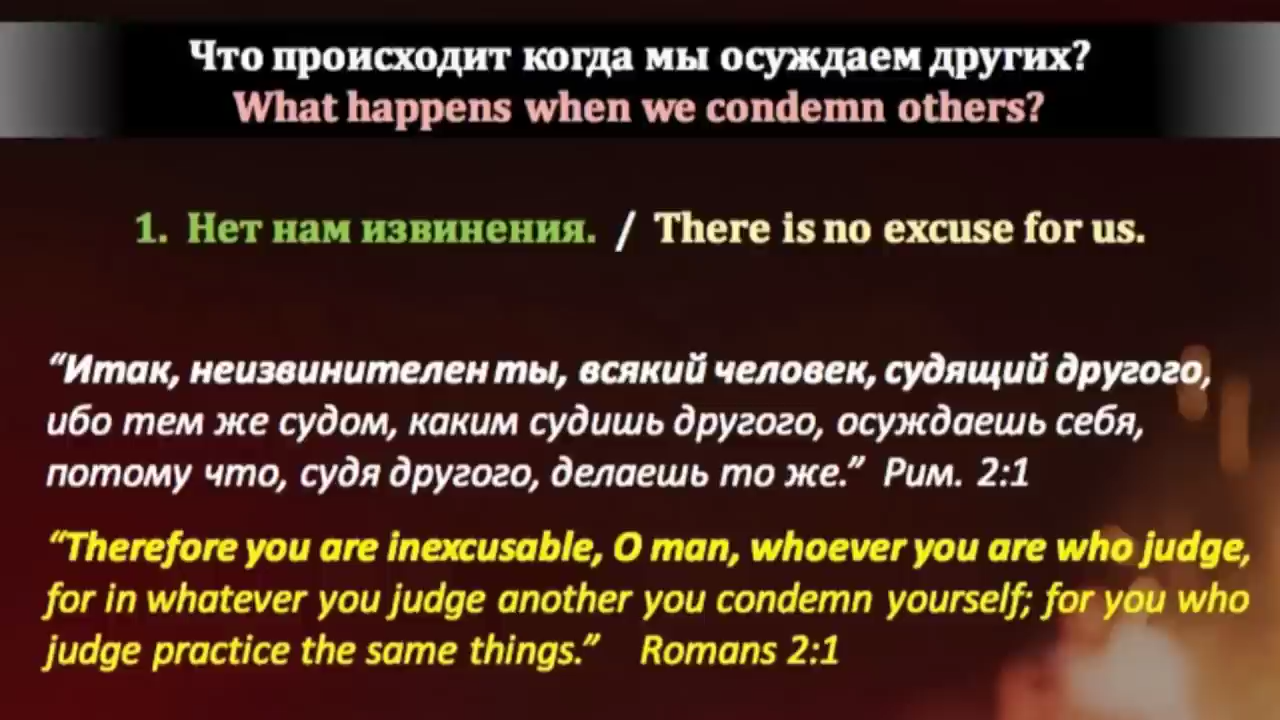 Что происходит когда мы осуждаем других?
What happens when we condemn others?
1. Нет нам извинения. / There is no excuse for us.
“Итак, неизвинителен ты, всякий человек, судящий другого,
ибо тем же судом, каким судишь другого, осуждаешь себя,
потому что, судя другого, делаешь то же.” Рим. 2:1
“Therefore you are inexcusable, O man, whoever you are who judge,
for in whatever you judge another you condemn yourself; for you who
judge practice the same things.” Romans 2:1